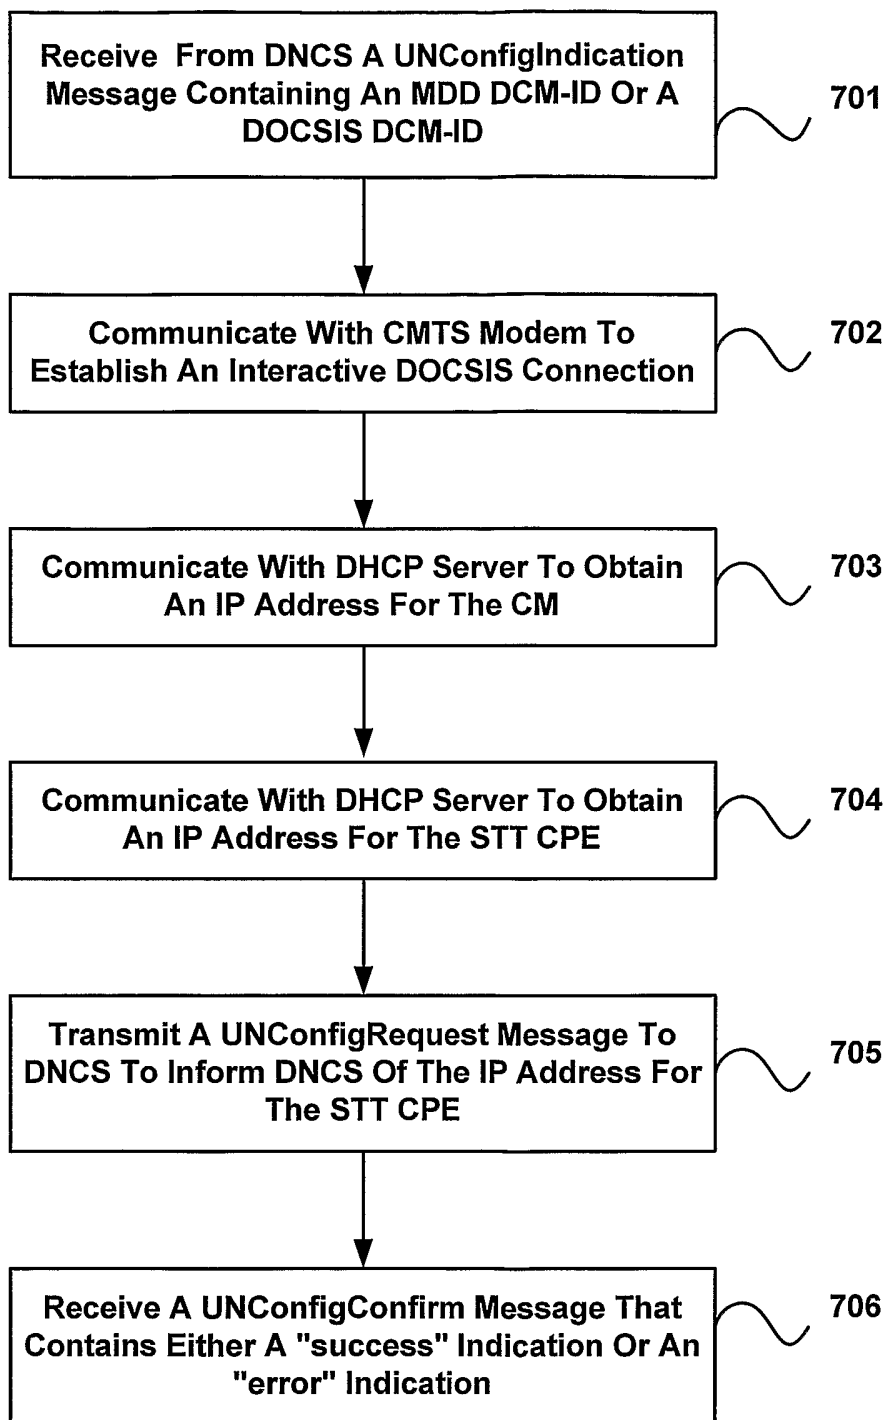 Receive From DNCS A UNConfigIndication
Message Containing An MDD DCM-ID Or A
DOCSIS DCM-ID
701
Communicate With CMTS Modem To
Establish An Interactive DOCSIS Connection
702
Communicate With DHCP Server To Obtain
An IP Address For The CM
703
Communicate With DHCP Server To Obtain
An IP Address For The STT CPE
704
Transmit A UNConfigRequest Message To
DNCS To Inform DNCS Of The IP Address For
The STT CPE
705
Receive A UNConfigConfirm Message That
Contains Either A "success" Indication Or An
"error" Indication
706